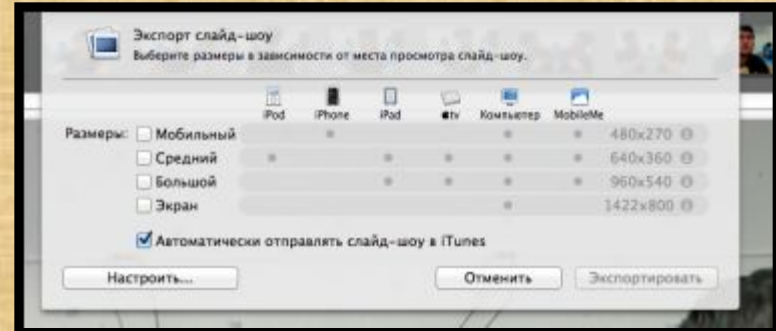 Экспорт слайд-шоу
Выберите размеры в зависимости от места просмотра слайд-шоу.
iPod iPhone iPad tv Компьютер MobileMe
Размеры: Мобильный 480x270
Средний 640x360
Большой 960x540
Экран 1422x800
Автоматически отправлять слайд-шоу в iTunes
Настроить... Отменить Экспортировать